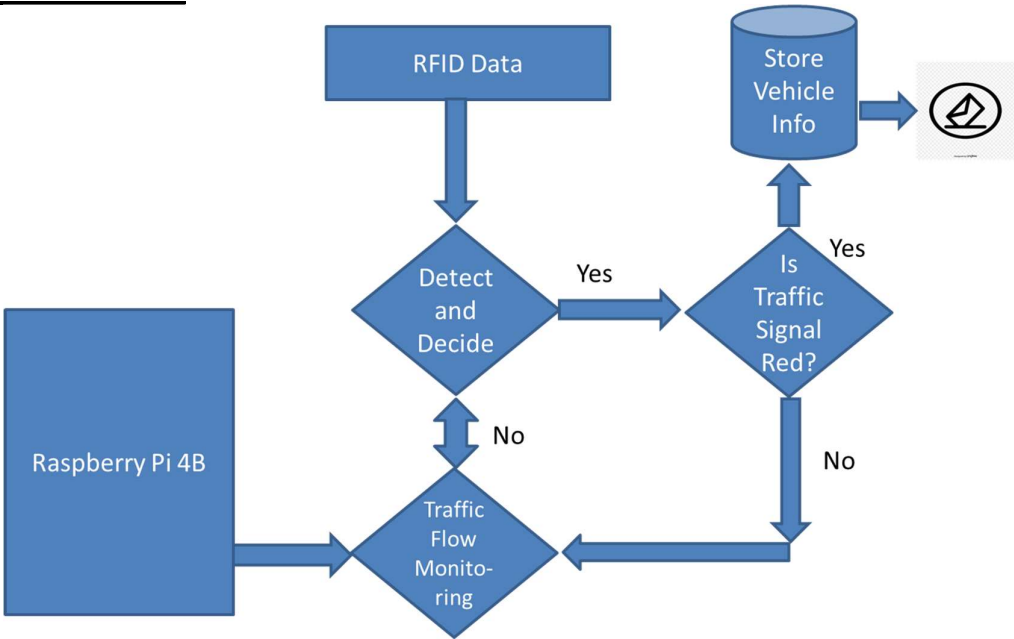 RFID Data
Store
Vehicle
Info
Detect
and
Decide
Yes
Is
Traffic
Signal
Red?
Yes
No
No
Raspberry Pi 4B
Traffic
Flow
Monito-
ring